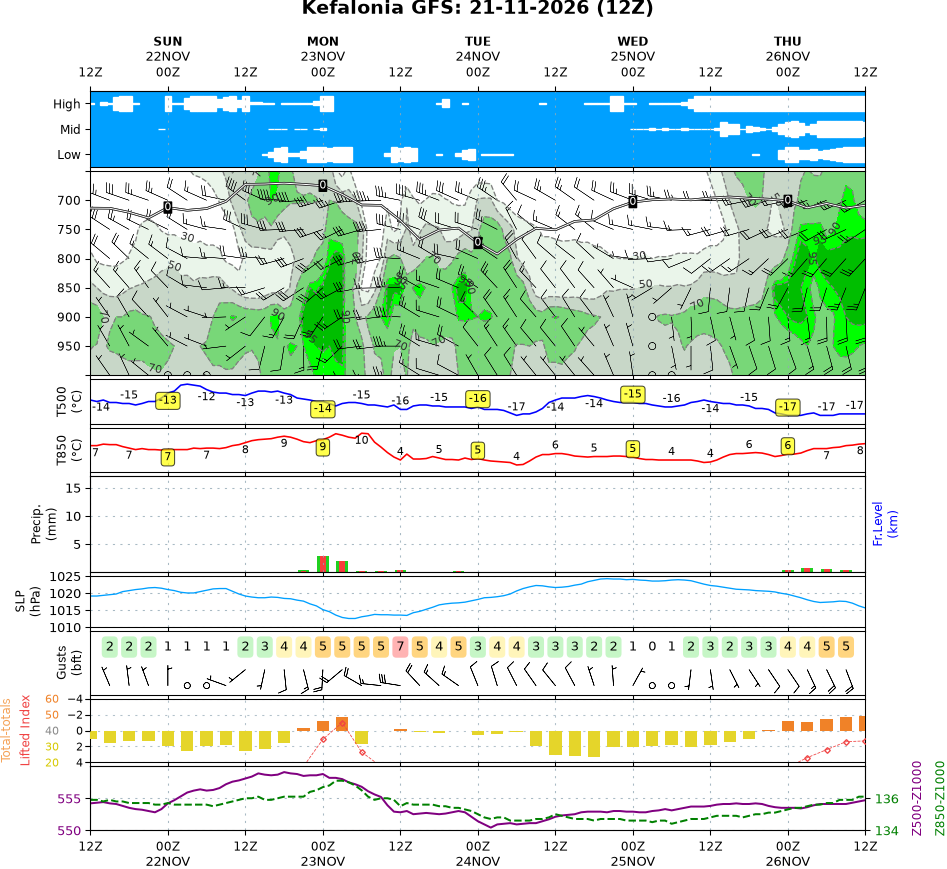 Kefalonia GFS: 21-11-2026 (12Z)
SUN MON TUE WED THU
22NOV 23NOV 24NOV 25NOV 26NOV
12Z 00Z 12Z 00Z 12Z 00Z 12Z 00Z 12Z 00Z 12Z
High
Mid
Low
700
750
800
850
900
950
0 0 0 0 0
30 50 70 90 30 50 70 90
T500 (°C)
-14 -15 -13 -12 -13 -13 -14 -15 -16 -15 -16 -17 -14 -14 -15 -16 -14 -15 -17 -17 -17
T850 (°C)
7 7 7 7 8 9 9 10 4 5 5 4 6 5 5 4 4 6 6 7 8
Precip. (mm)
15
10
5
Fr.Level (km)
SLP (hPa)
1025
1020
1015
1010
Gusts (bft)
2 2 2 1 1 1 1 2 3 4 4 5 5 5 5 7 5 4 5 3 4 4 3 3 3 2 2 1 0 1 2 3 2 3 3 4 4 5 5
Total-totals
Lifted Index
60 −4
50 −2
40 0
30 2
20 4
555
550
136
134
Z500-Z1000
Z850-Z1000
12Z 00Z 12Z 00Z 12Z 00Z 12Z 00Z 12Z 00Z 12Z
22NOV 23NOV 24NOV 25NOV 26NOV